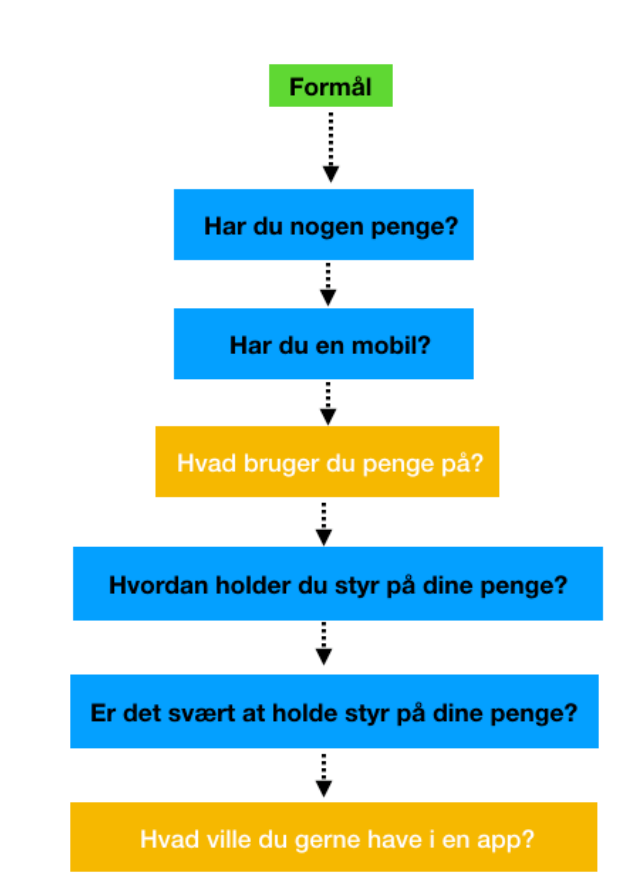 Formål
Har du nogen penge?
Har du en mobil?
Hvad bruger du penge på?
Hvordan holder du styr på dine penge?
Er det svært at holde styr på dine penge?
Hvad ville du gerne have i en app?